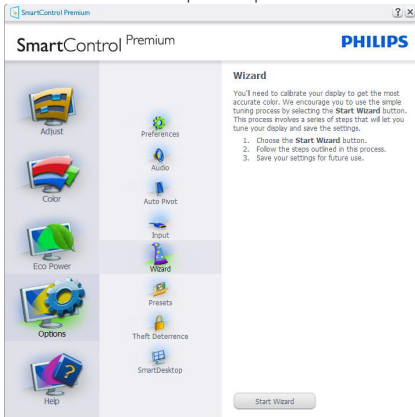 SmartControl Premium
SmartControl Premium
PHILIPS
Adjust
Color
Eco Power
Options
Help
Preferences
Audio
Auto Pivot
Input
Wizard
Presets
Theft Deterrence
SmartDesktop
Wizard
You'll need to calibrate your display to get the most
accurate color. We encourage you to use the simple
tuning process by selecting the Start Wizard button.
This process involves a series of steps that will let you
tune your display and save the settings.
1. Choose the Start Wizard button.
2. Follow the steps outlined in this process.
3. Save your settings for future use.
Start Wizard